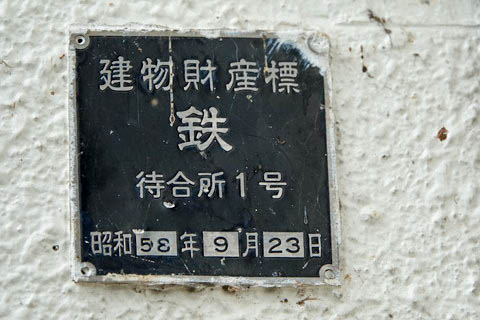 建物財産標
鉄
待合所1号
昭和58年9月23日